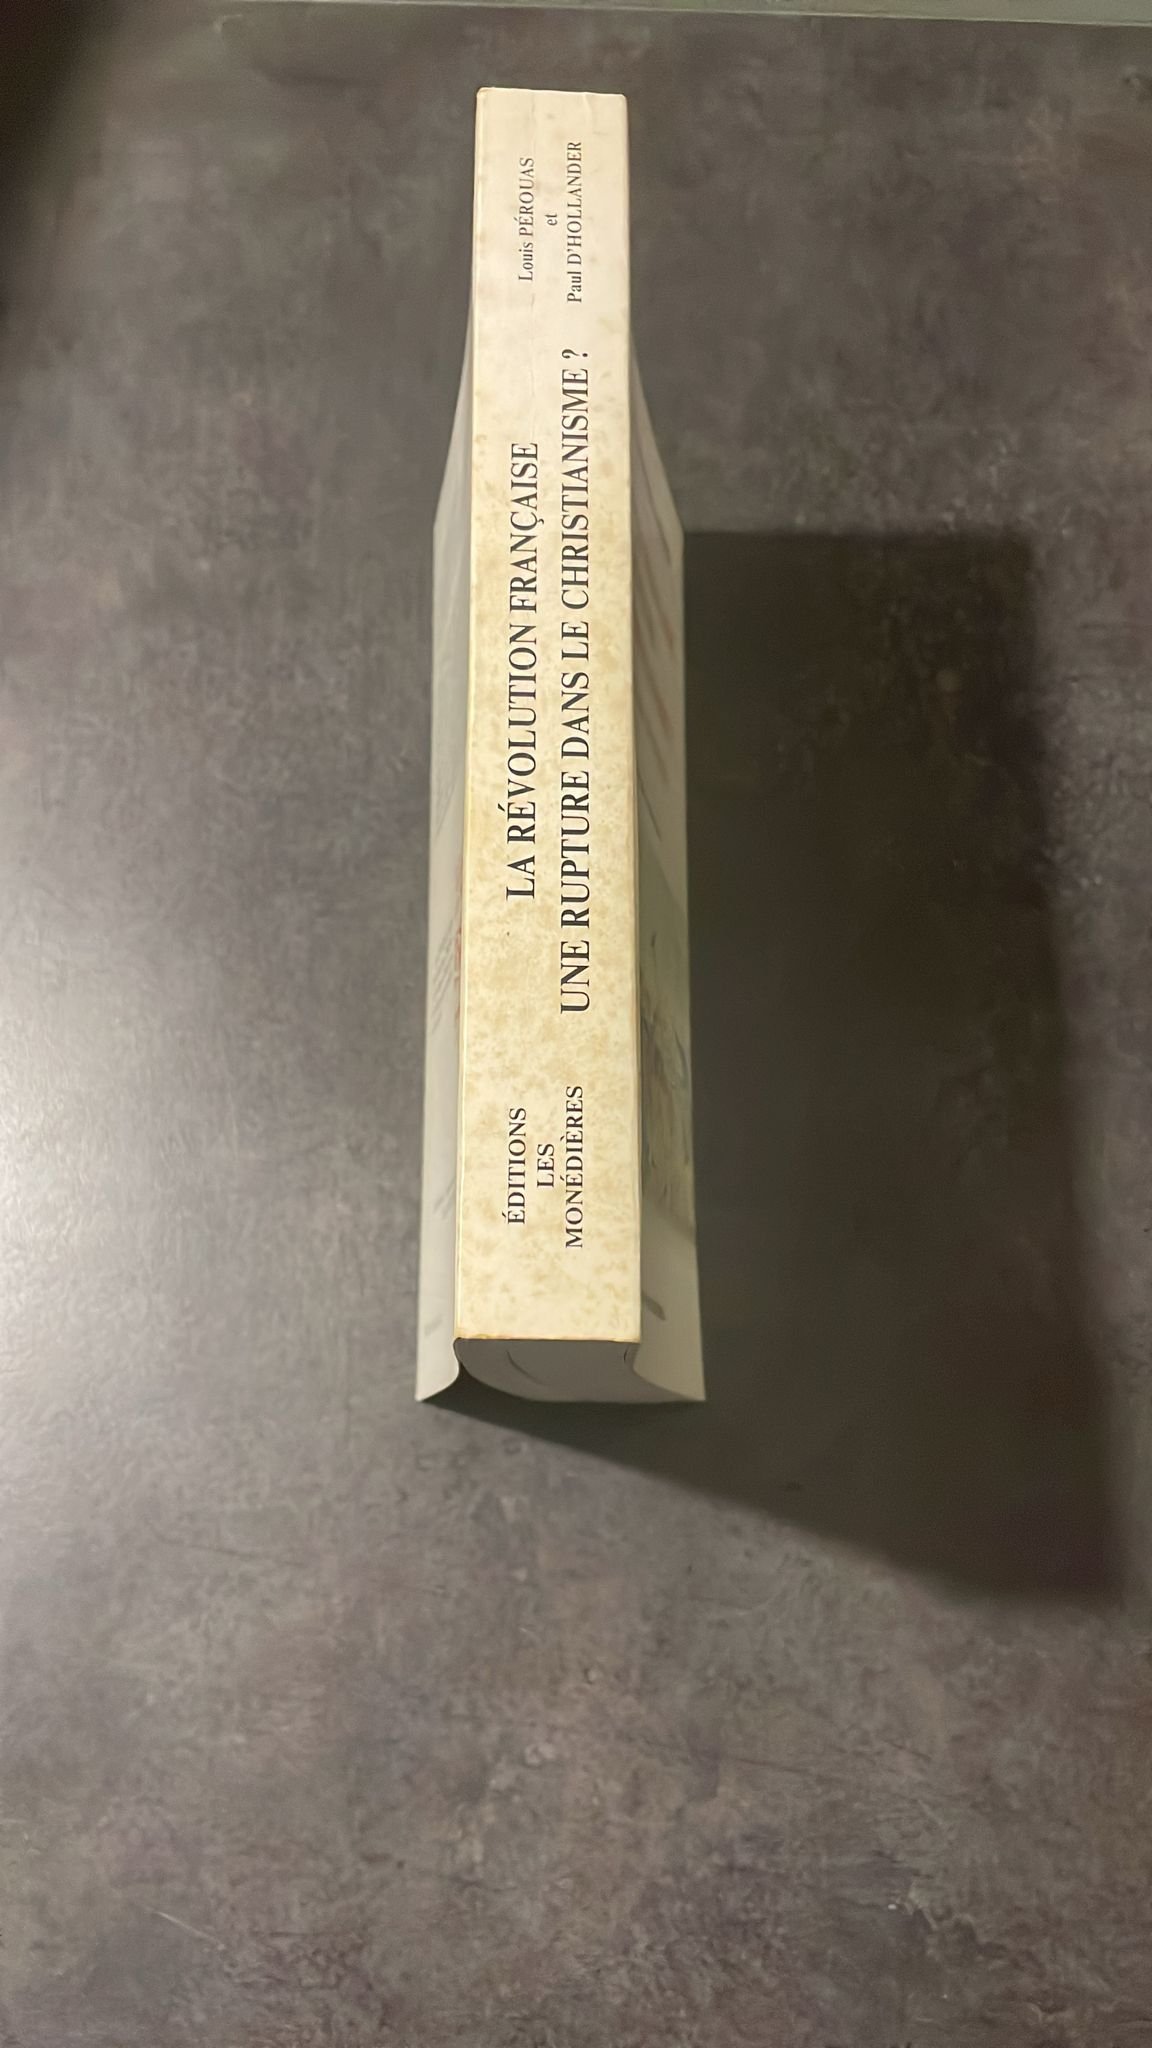 Louis PÉROUAS
et
Paul D'HOLLANDER
LA RÉVOLUTION FRANÇAISE
UNE RUPTURE DANS LE CHRISTIANISME ?
ÉDITIONS
LES
MONÉDIÈRES